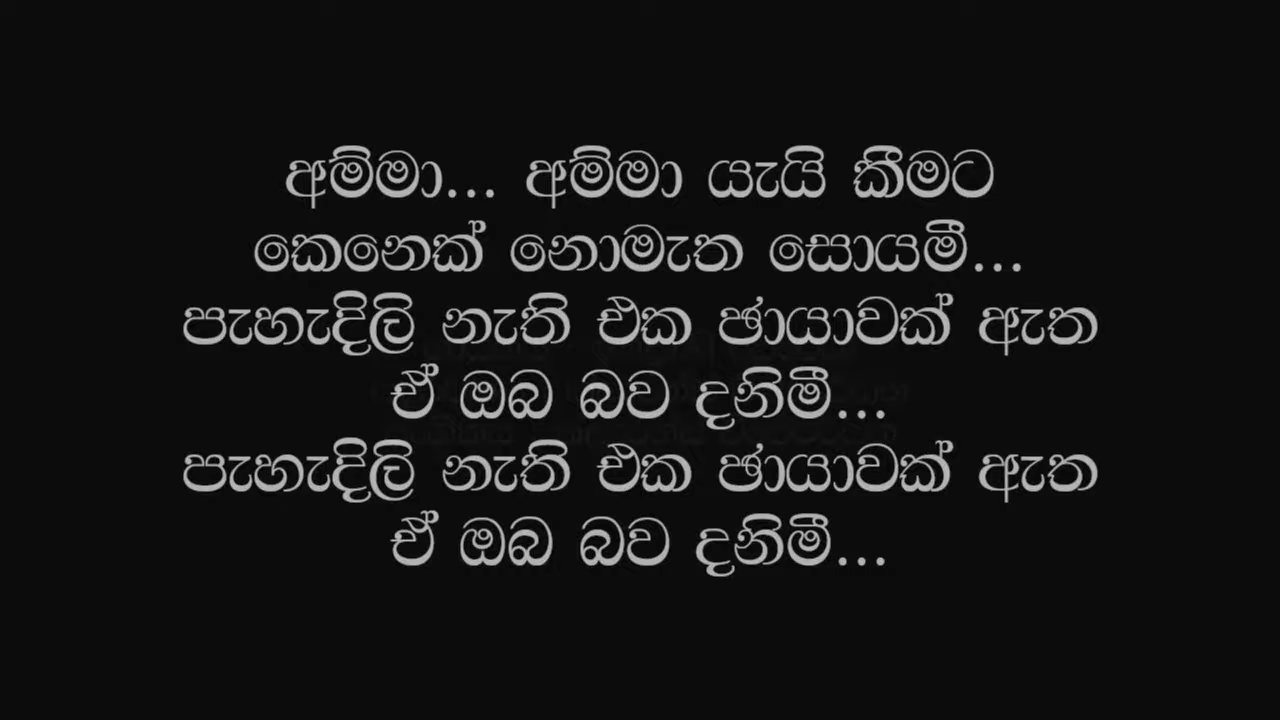 අම්මා... අම්මා යැයි කීමට
කෙනෙක් නොමැත සොයමී...
පැහැදිලි නැති එක ඡායාවක් ඇත
ඒ ඔබ බව දනිමී...
පැහැදිලි නැති එක ඡායාවක් ඇත
ඒ ඔබ බව දනිමී...